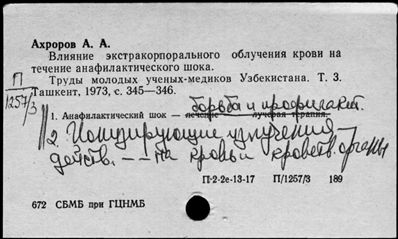 Ахроров А. А.
Влияние экстракорпорального облучения крови на
течение анафилактического шока.
Труды молодых ученых-медиков Узбекистана. Т. 3.
Ташкент, 1973, с. 345—346.
П
1257/3
борьба и профилакт.
1. Анафилактический шок — лечение лучевая терапия.
2. Ионизирующие излучения —
действ. — — на кровь и кроветв. органы
П-2-2е-13-17 П/1257/3 189
672 СБМБ при ГЦНМБ